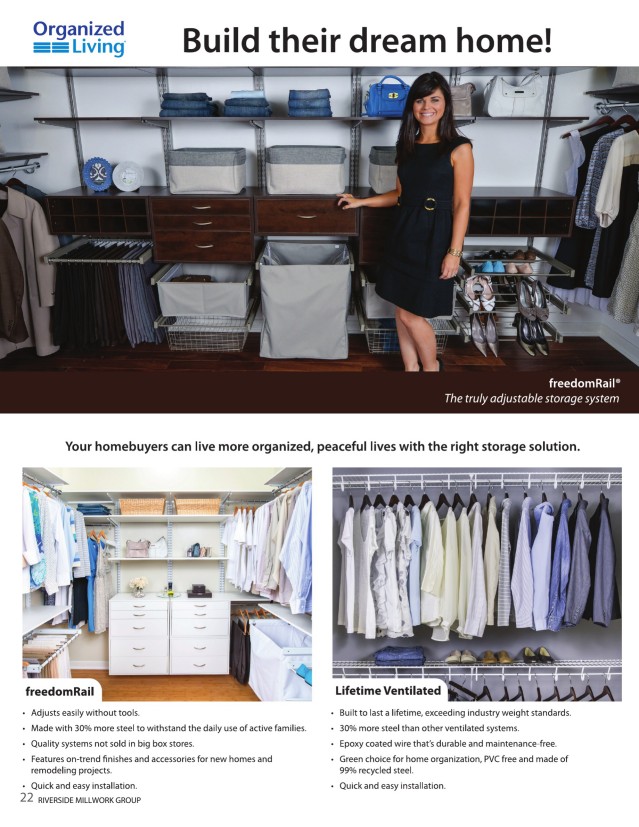 Organized
Living
Build their dream home!
freedomRail®
The truly adjustable storage system
Your homebuyers can live more organized, peaceful lives with the right storage solution.
freedomRail
• Adjusts easily without tools.
• Made with 30% more steel to withstand the daily use of active families.
• Quality systems not sold in big box stores.
• Features on-trend finishes and accessories for new homes and
remodeling projects.
• Quick and easy installation.
Lifetime Ventilated
• Built to last a lifetime, exceeding industry weight standards.
• 30% more steel than other ventilated systems.
• Epoxy coated wire that's durable and maintenance-free.
• Green choice for home organization, PVC free and made of
99% recycled steel.
• Quick and easy installation.
22 RIVERSIDE MILLWORK GROUP